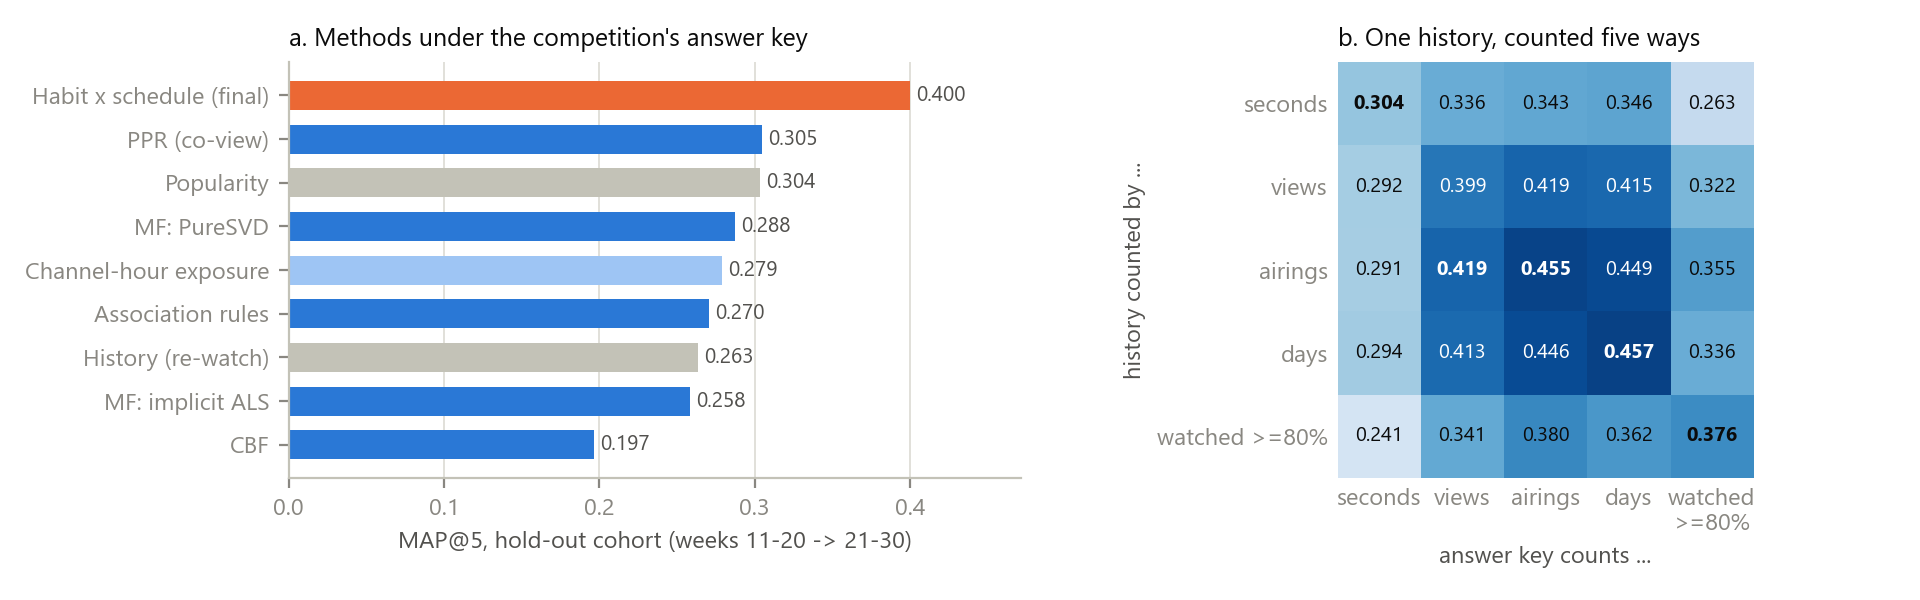 a. Methods under the competition's answer key
Habit x schedule (final)
0.400
PPR (co-view)
0.305
Popularity
0.304
MF: PureSVD
0.288
Channel-hour exposure
0.279
Association rules
0.270
History (re-watch)
0.263
MF: implicit ALS
0.258
CBF
0.197
0.0 0.1 0.2 0.3 0.4
MAP@5, hold-out cohort (weeks 11-20 -> 21-30)
b. One history, counted five ways
history counted by ...
seconds 0.304 0.336 0.343 0.346 0.263
views 0.292 0.399 0.419 0.415 0.322
airings 0.291 0.419 0.455 0.449 0.355
days 0.294 0.413 0.446 0.457 0.336
watched >=80% 0.241 0.341 0.380 0.362 0.376
seconds views airings days watched
>=80%
answer key counts ...